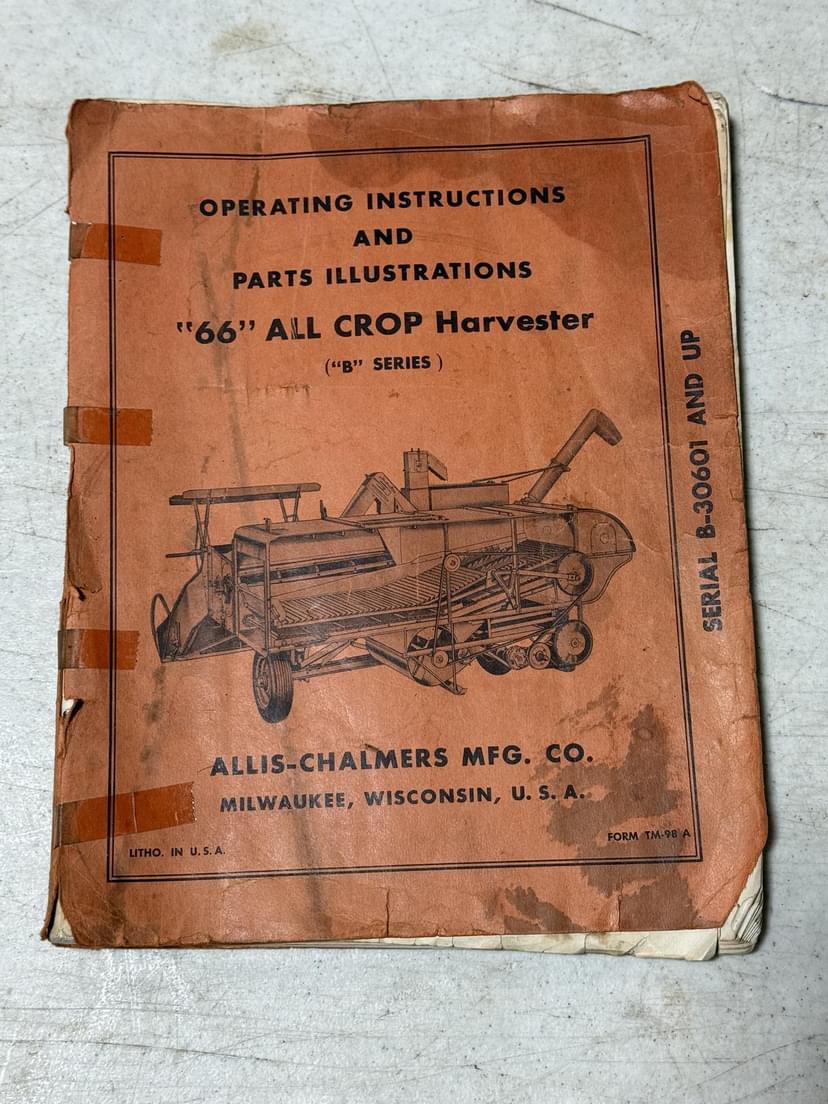 OPERATING INSTRUCTIONS
AND
PARTS ILLUSTRATIONS
"66" ALL CROP Harvester
("B" SERIES)
SERIAL B-30601 AND UP
ALLIS-CHALMERS MFG. CO.
MILWAUKEE, WISCONSIN, U. S. A.
LITHO. IN U. S. A.
FORM TM-98 A